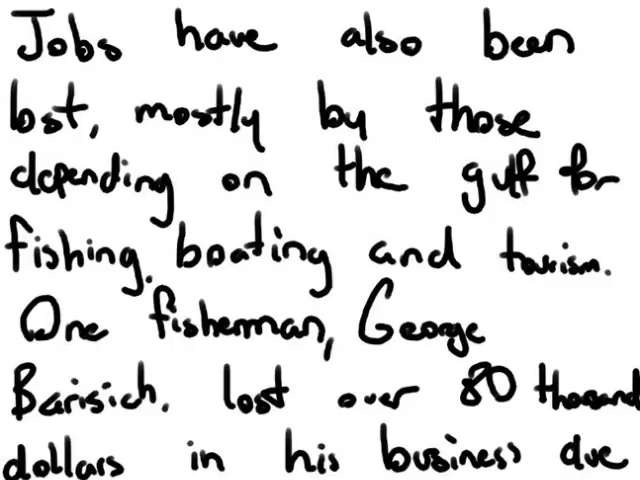 Jobs have also been
lost, mostly by those
depending on the gulf for
fishing, boating and tourism.
One fisherman, George
Barisich, lost over 80 thousand
dollars in his business due